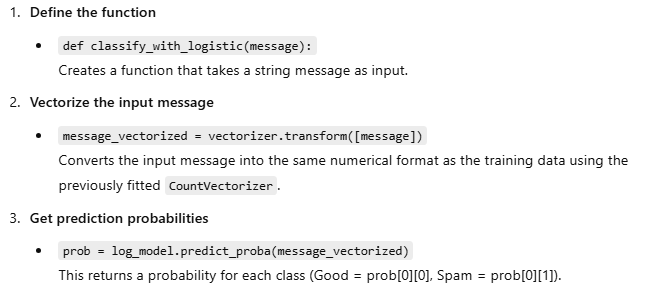 1. Define the function
• def classify_with_logistic(message):
Creates a function that takes a string message as input.
2. Vectorize the input message
• message_vectorized = vectorizer.transform([message])
Converts the input message into the same numerical format as the training data using the
previously fitted CountVectorizer.
3. Get prediction probabilities
• prob = log_model.predict_proba(message_vectorized)
This returns a probability for each class (Good = prob[0][0], Spam = prob[0][1]).